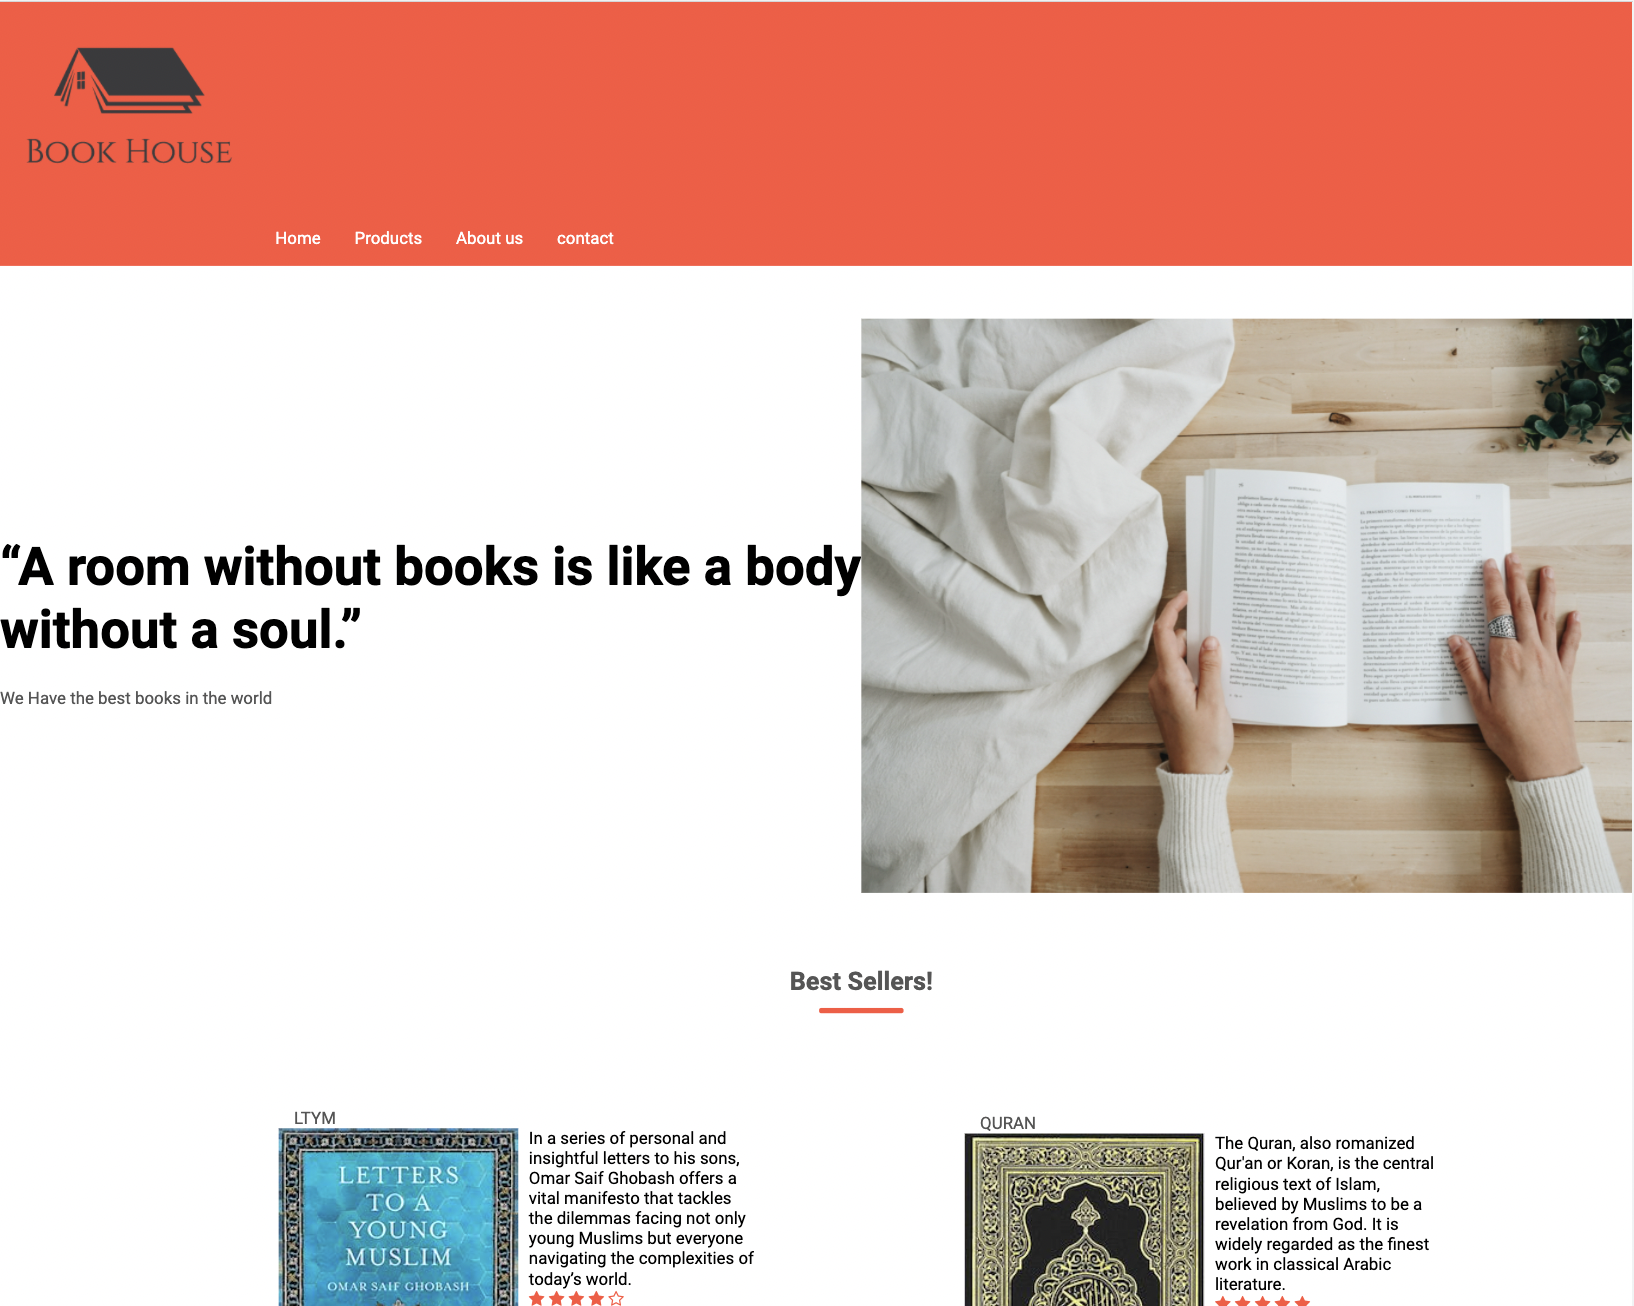 BOOK HOUSE
Home Products About us contact
“A room without books is like a body
without a soul.”
We Have the best books in the world
Best Sellers!
LTYM
LETTERS
TO A
YOUNG
MUSLIM
OMAR SAIF GHOBASH
In a series of personal and
insightful letters to his sons,
Omar Saif Ghobash offers a
vital manifesto that tackles
the dilemmas facing not only
young Muslims but everyone
navigating the complexities of
today’s world.
QURAN
The Quran, also romanized
Qur'an or Koran, is the central
religious text of Islam,
believed by Muslims to be a
revelation from God. It is
widely regarded as the finest
work in classical Arabic
literature.